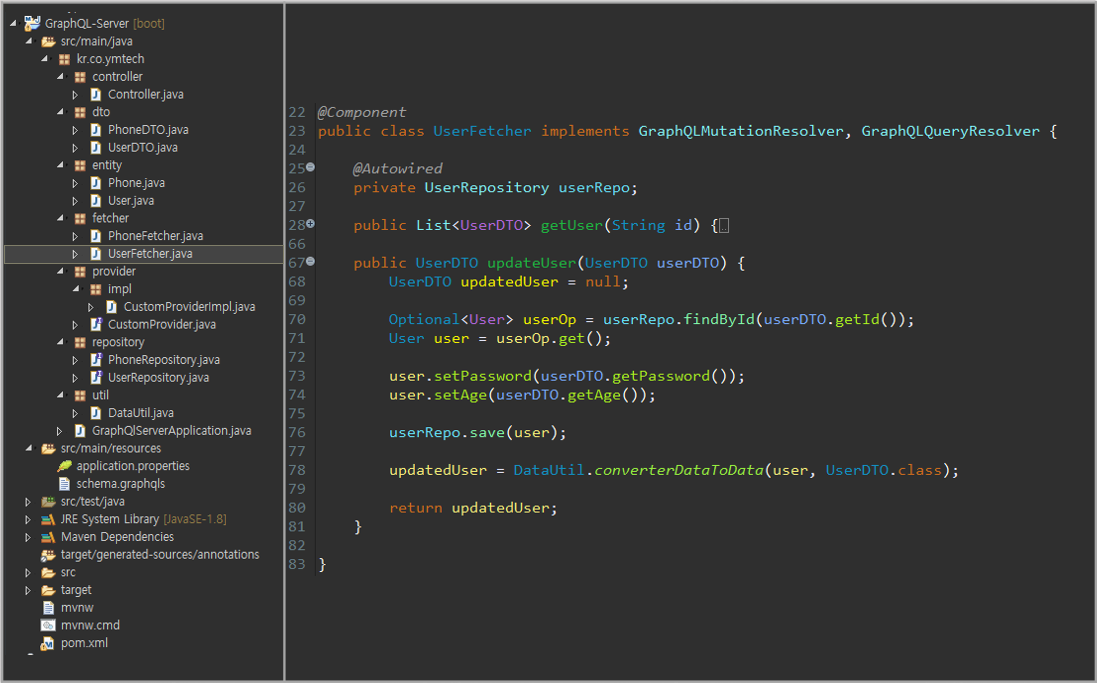 GraphQL-Server [boot]
src/main/java
kr.co.ymtech
controller
Controller.java
dto
PhoneDTO.java
UserDTO.java
entity
Phone.java
User.java
fetcher
PhoneFetcher.java
UserFetcher.java
provider
impl
CustomProviderImpl.java
CustomProvider.java
repository
PhoneRepository.java
UserRepository.java
util
DataUtil.java
GraphQlServerApplication.java
src/main/resources
application.properties
schema.graphqls
src/test/java
JRE System Library [JavaSE-1.8]
Maven Dependencies
target/generated-sources/annotations
src
target
mvnw
mvnw.cmd
pom.xml
22 @Component
23 public class UserFetcher implements GraphQLMutationResolver, GraphQLQueryResolver {
24
25 @Autowired
26 private UserRepository userRepo;
27
28 public List<UserDTO> getUser(String id) {
66
67 public UserDTO updateUser(UserDTO userDTO) {
68 UserDTO updatedUser = null;
69
70 Optional<User> userOp = userRepo.findById(userDTO.getId());
71 User user = userOp.get();
72
73 user.setPassword(userDTO.getPassword());
74 user.setAge(userDTO.getAge());
75
76 userRepo.save(user);
77
78 updatedUser = DataUtil.converterDataToData(user, UserDTO.class);
79
80 return updatedUser;
81 }
82
83 }